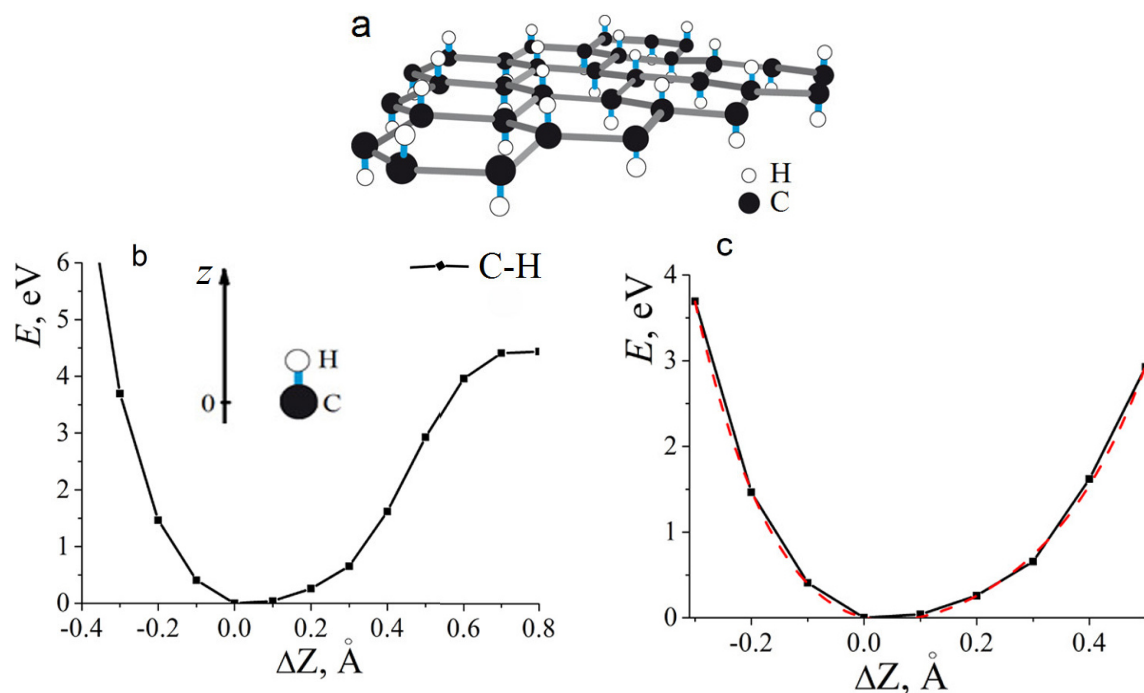 a
H H H H H H H H H H H H H H H H H H H H H H H H
H
C
b
E, eV
6
5
4
3
2
1
0
z
0
H
C
C-H
-0.4 -0.2 0.0 0.2 0.4 0.6 0.8
ΔZ, Å
c
E, eV
4
3
2
1
0
-0.2 0.0 0.2 0.4
ΔZ, Å